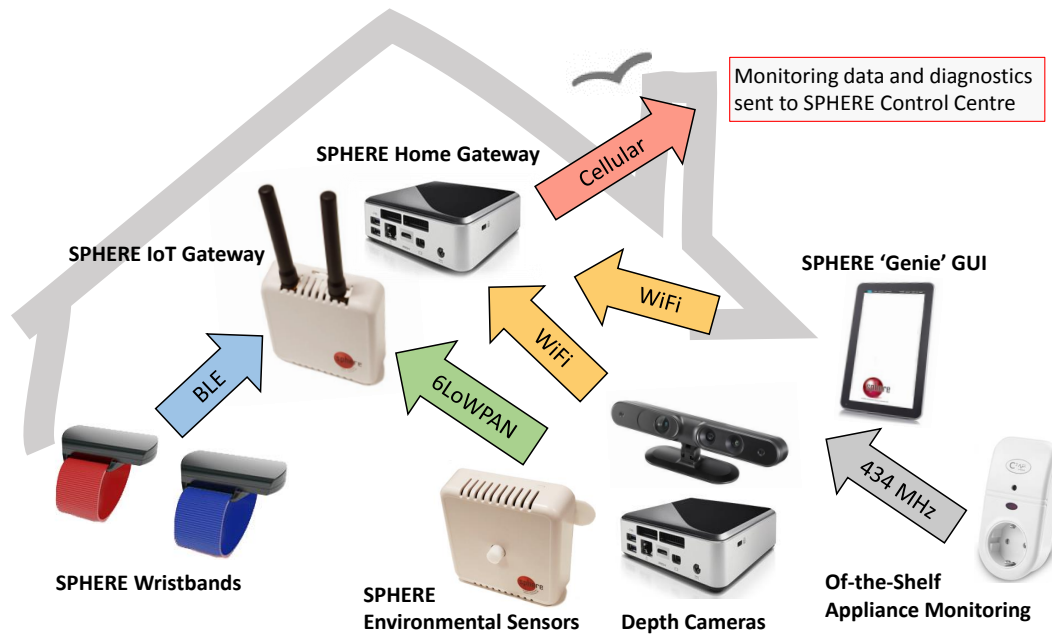 Monitoring data and diagnostics
sent to SPHERE Control Centre
SPHERE Home Gateway
Cellular
SPHERE IoT Gateway
SPHERE ‘Genie’ GUI
WiFi
WiFi
BLE
6LoWPAN
434 MHz
SPHERE Wristbands
SPHERE
Environmental Sensors
Depth Cameras
Of-the-Shelf
Appliance Monitoring
sphere